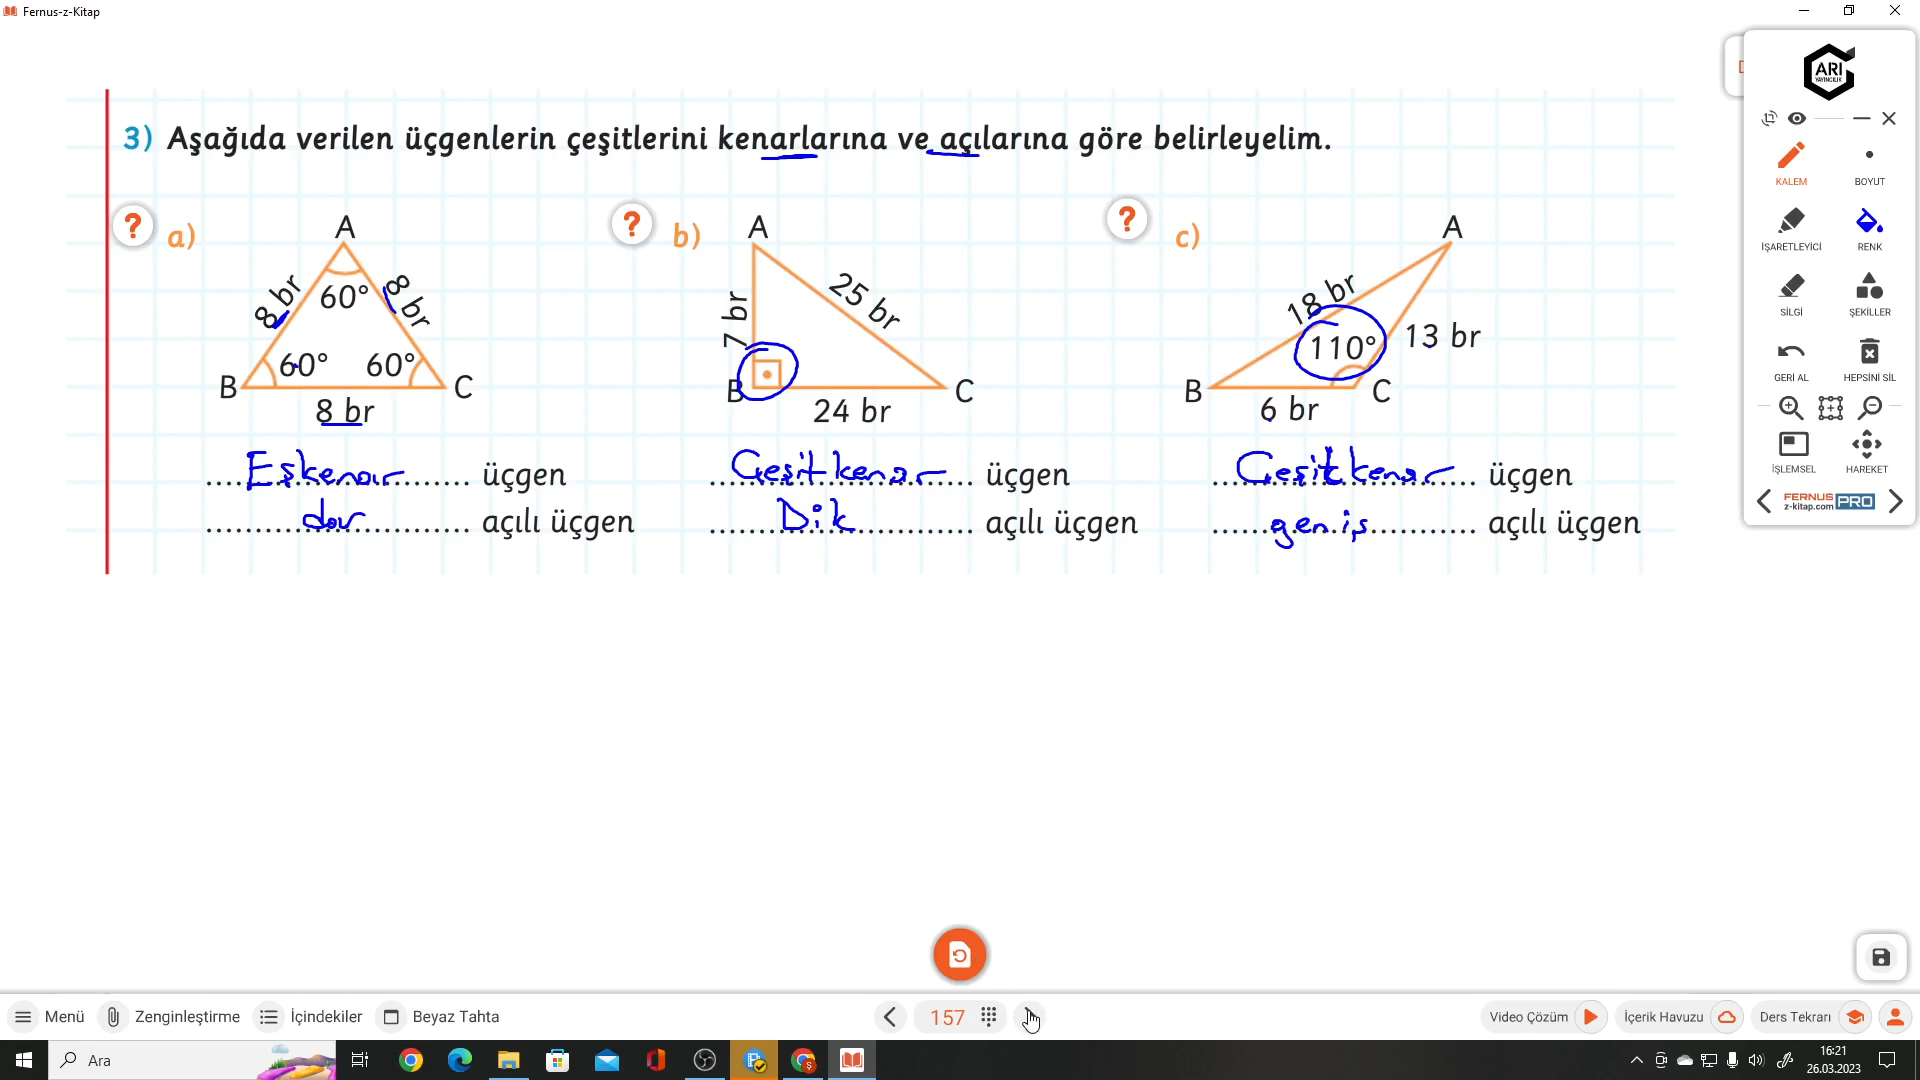 Fernus-z-Kitap
ARI
YAYINCILIK
3) Aşağıda verilen üçgenlerin çeşitlerini kenarlarına ve açılarına göre belirleyelim.
? a)
A
8 br
60°
8 br
60°
60°
B
C
8 br
Eşkenar üçgen
dar açılı üçgen
? b)
A
7 br
25 br
B
C
24 br
Çeşitkenar üçgen
Dik açılı üçgen
? c)
A
18 br
110°
13 br
B
C
6 br
Çeşitkenar üçgen
geniş açılı üçgen
KALEM
BOYUT
İŞARETLEYİCİ
RENK
SİLGİ
ŞEKİLLER
GERİ AL
HEPSİNİ SİL
İŞLEMSEL
HAREKET
FERNUS PRO
z-kitap.com
Menü
Zenginleştirme
İçindekiler
Beyaz Tahta
157
Video Çözüm
İçerik Havuzu
Ders Tekrarı
Ara
16:21
26.03.2023